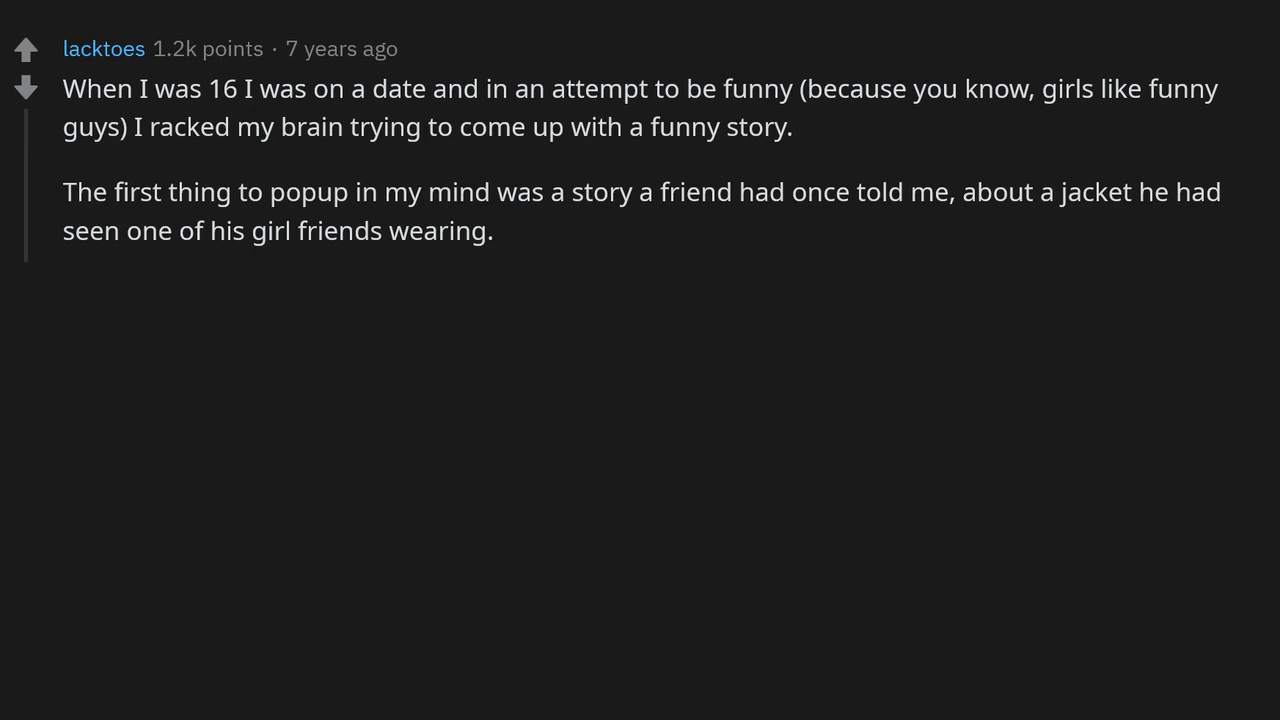 lacktoes 1.2k points · 7 years ago
When I was 16 I was on a date and in an attempt to be funny (because you know, girls like funny
guys) I racked my brain trying to come up with a funny story.
The first thing to popup in my mind was a story a friend had once told me, about a jacket he had
seen one of his girl friends wearing.